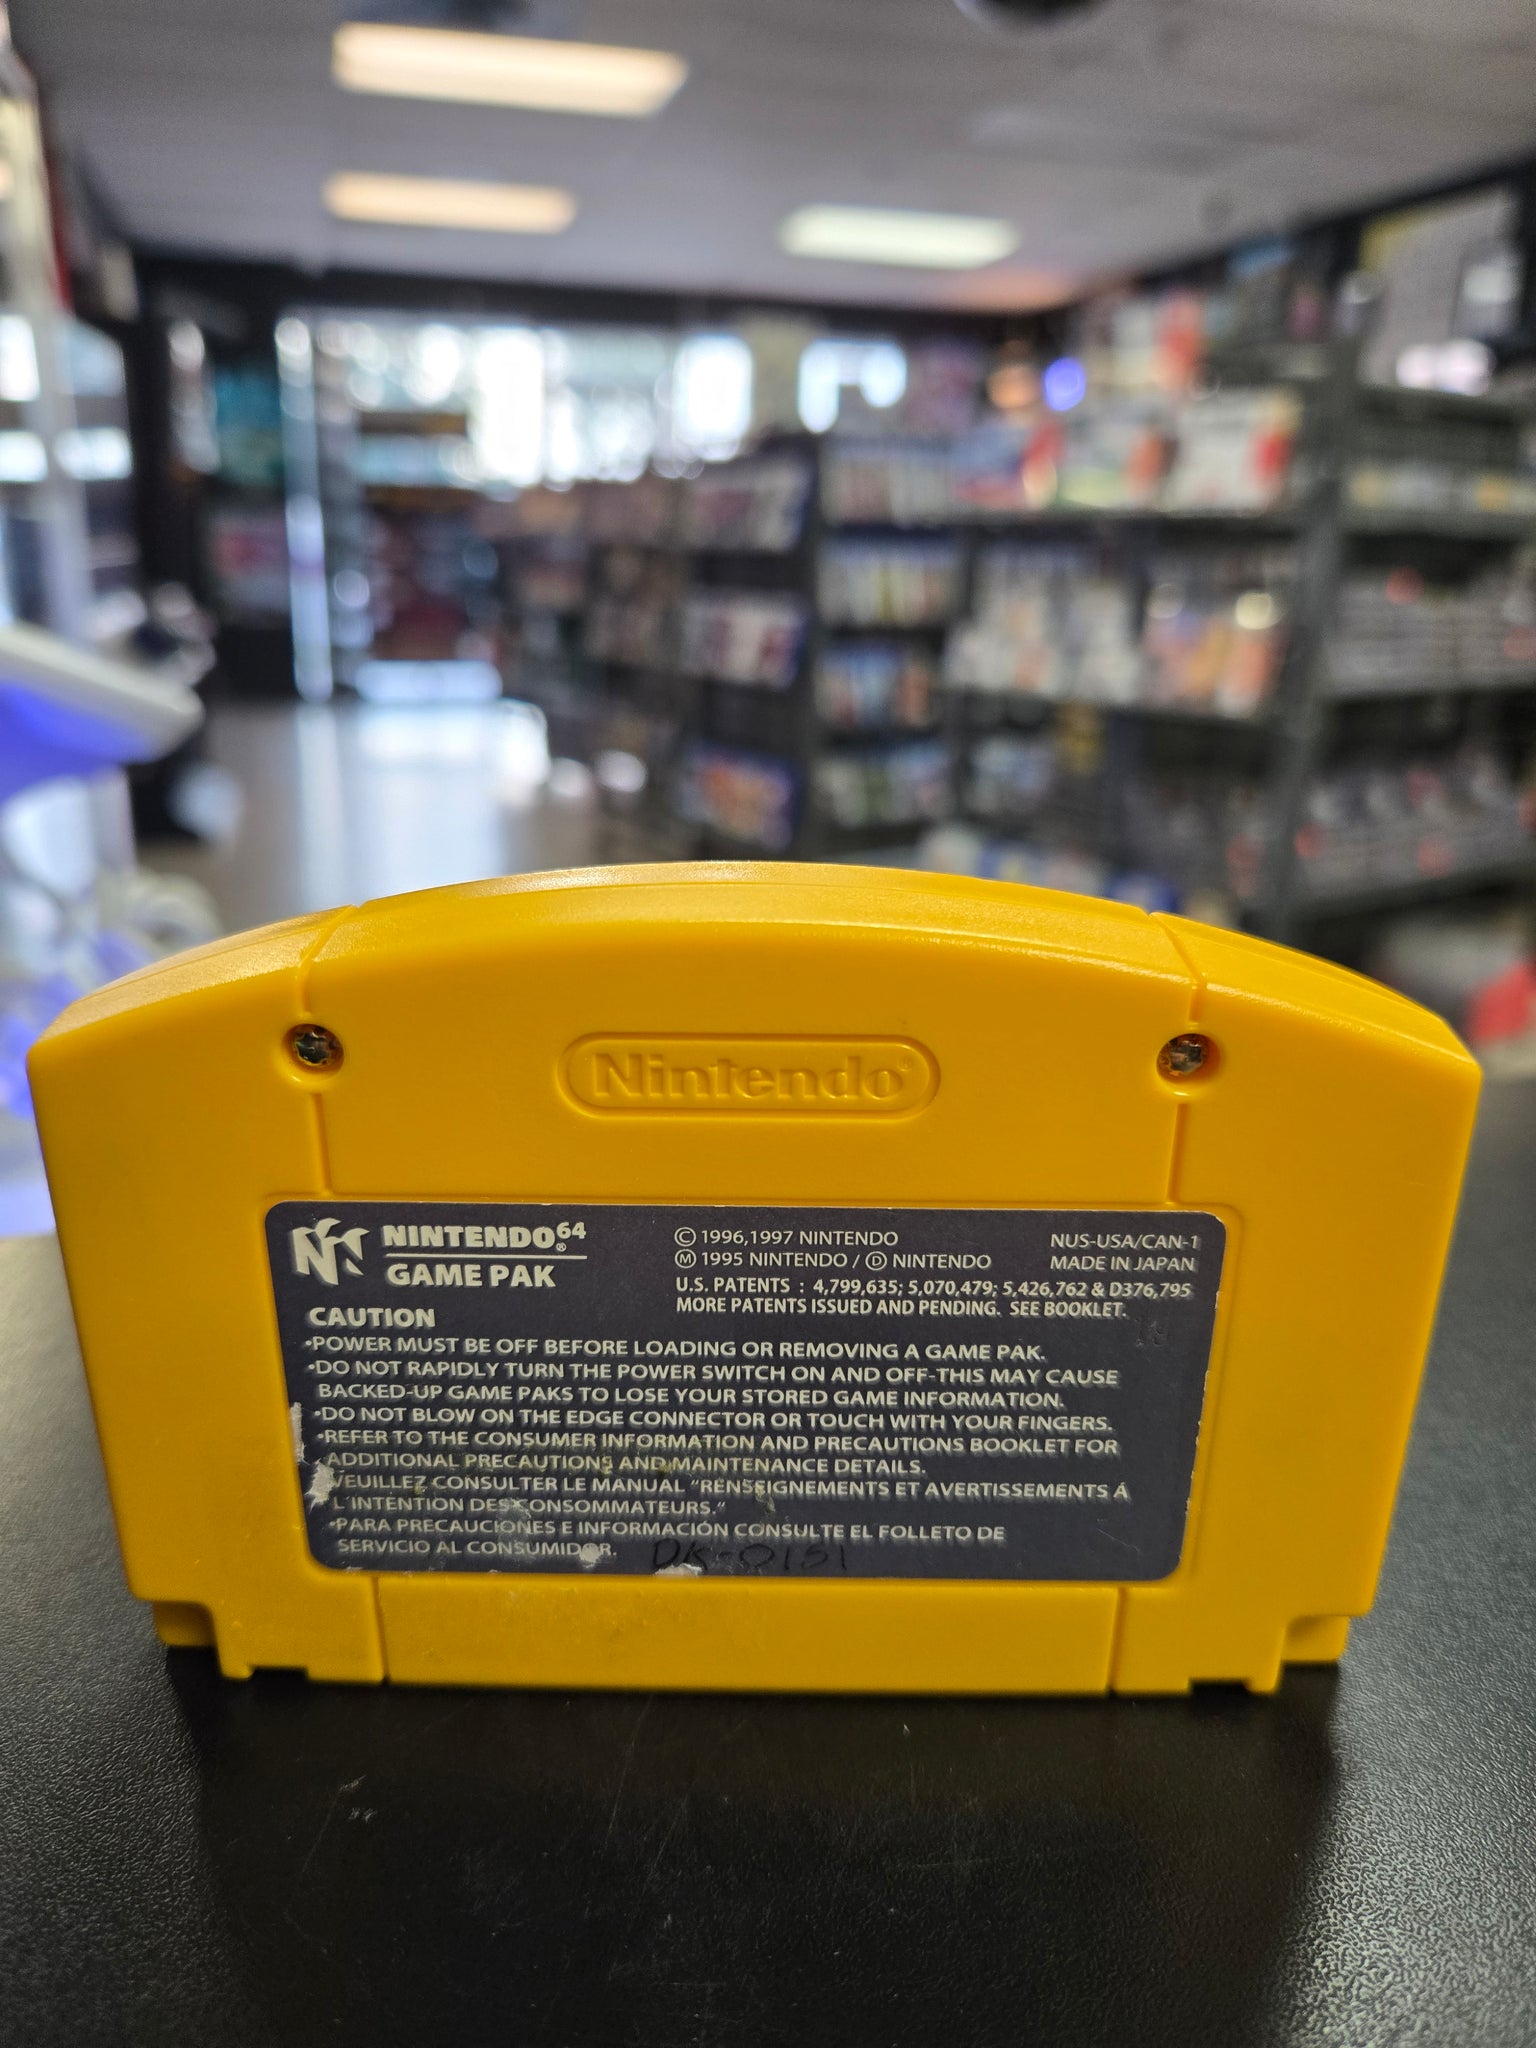 Nintendo®
NINTENDO⁶⁴®
GAME PAK
© 1996,1997 NINTENDO
Ⓜ 1995 NINTENDO / Ⓓ NINTENDO
NUS-USA/CAN-1
MADE IN JAPAN
U.S. PATENTS : 4,799,635; 5,070,479; 5,426,762 & D376,795
MORE PATENTS ISSUED AND PENDING. SEE BOOKLET.
CAUTION
•POWER MUST BE OFF BEFORE LOADING OR REMOVING A GAME PAK.
•DO NOT RAPIDLY TURN THE POWER SWITCH ON AND OFF-THIS MAY CAUSE
BACKED-UP GAME PAKS TO LOSE YOUR STORED GAME INFORMATION.
•DO NOT BLOW ON THE EDGE CONNECTOR OR TOUCH WITH YOUR FINGERS.
•REFER TO THE CONSUMER INFORMATION AND PRECAUTIONS BOOKLET FOR
ADDITIONAL PRECAUTIONS AND MAINTENANCE DETAILS.
VEUILLEZ CONSULTER LE MANUAL "RENSEIGNEMENTS ET AVERTISSEMENTS Á
L'INTENTION DES CONSOMMATEURS."
•PARA PRECAUCIONES E INFORMACIÓN CONSULTE EL FOLLETO DE
SERVICIO AL CONSUMIDOR.
DK-0151